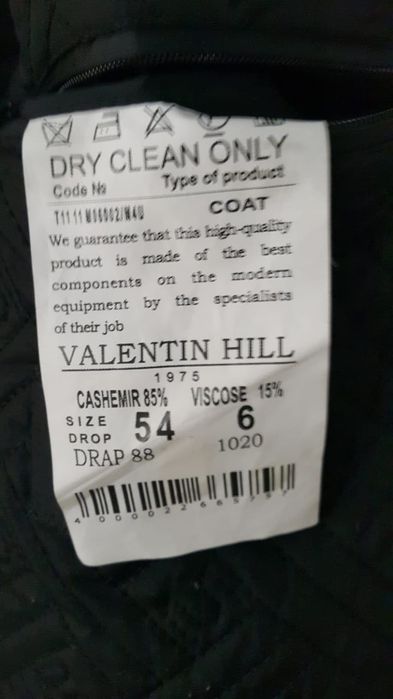 DRY CLEAN ONLY
Code № Type of product
COAT
We guarantee that this high-quality
product is made of the best
components on the modern
equipment by the specialists
of their job
VALENTIN HILL
1975
CASHEMIR 85% VISCOSE 15%
SIZE 54 6
DROP
DRAP 88 1020